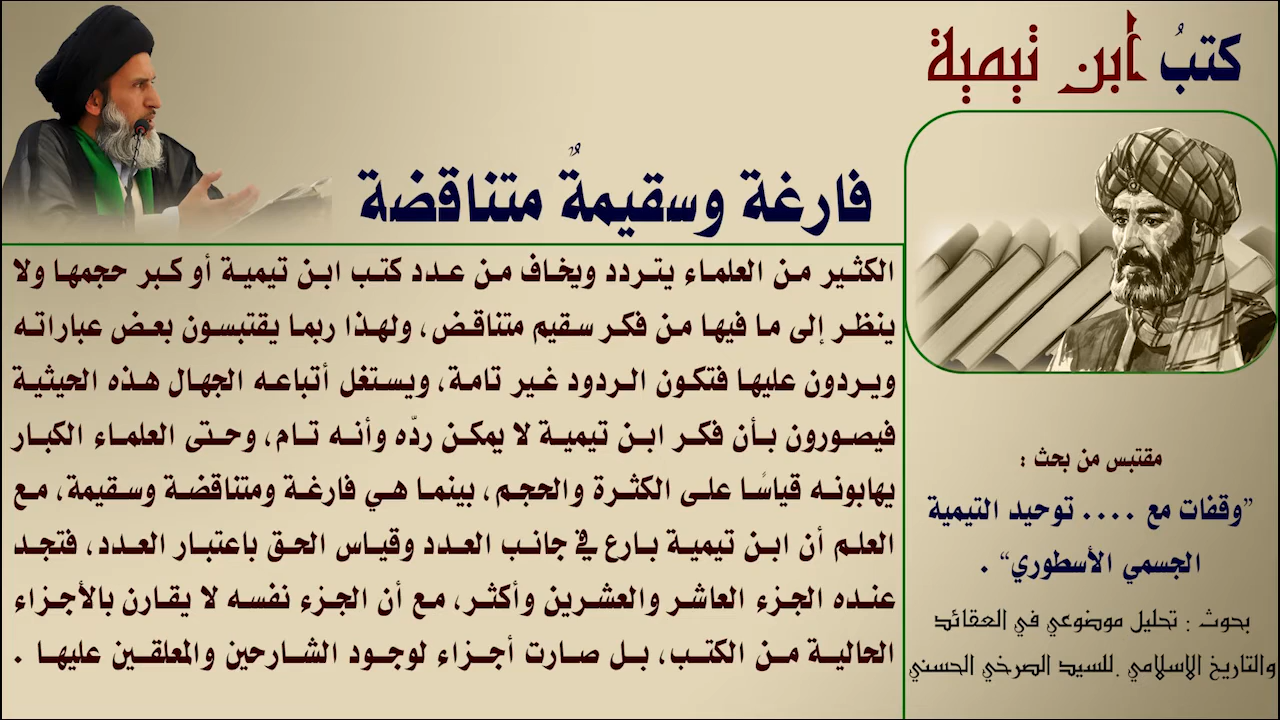 كتبُ أبن تيمية
فارغة وسقيمةٌ متناقضة
الكثير من العلماء يتردد ويخاف من عدد كتب ابن تيمية أو كبر حجمها ولا
ينظر إلى ما فيها من فكر سقيم متناقض، ولهذا ربما يقتبسون بعض عباراته
ويردون عليها فتكون الردود غير تامة، ويستغل أتباعه الجهال هذه الحيثية
فيصورون بأن فكر ابن تيمية لا يمكن ردّه وأنه تام، وحتى العلماء الكبار
يهابونه قياسًا على الكثرة والحجم، بينما هي فارغة ومتناقضة وسقيمة، مع
العلم أن ابن تيمية بارع في جانب العدد وقياس الحق باعتبار العدد، فتجد
عنده الجزء العاشر والعشرين وأكثر، مع أن الجزء نفسه لا يقارن بالأجزاء
الحالية من الكتب، بل صارت أجزاء لوجود الشارحين والمعلقين عليها .
مقتبس من بحث :
”وقفات مع .... توحيد التيمية
الجسمي الأسطوري“ .
بحوث : تحليل موضوعي في العقائد
والتاريخ الإسلامي .للسيد الصرخي الحسني